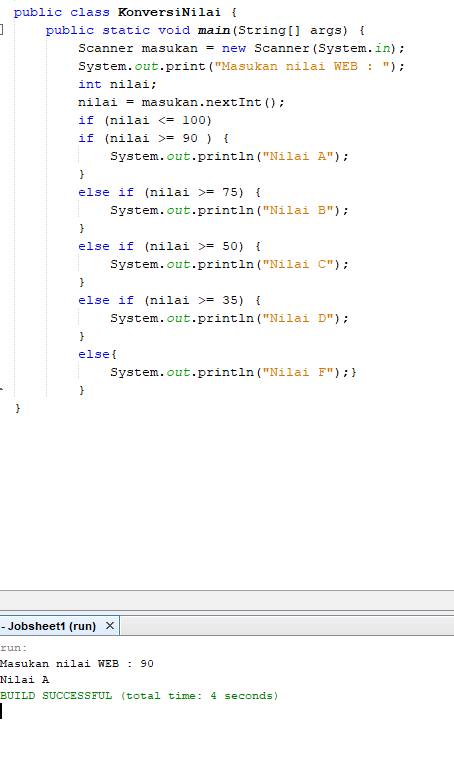 public class KonversiNilai {
public static void main(String[] args) {
Scanner masukan = new Scanner(System.in);
System.out.print("Masukan nilai WEB : ");
int nilai;
nilai = masukan.nextInt();
if (nilai <= 100)
if (nilai >= 90 ) {
System.out.println("Nilai A");
}
else if (nilai >= 75) {
System.out.println("Nilai B");
}
else if (nilai >= 50) {
System.out.println("Nilai C");
}
else if (nilai >= 35) {
System.out.println("Nilai D");
}
else{
System.out.println("Nilai F");}
}
}
- Jobsheet1 (run) ×
run:
Masukan nilai WEB : 90
Nilai A
BUILD SUCCESSFUL (total time: 4 seconds)